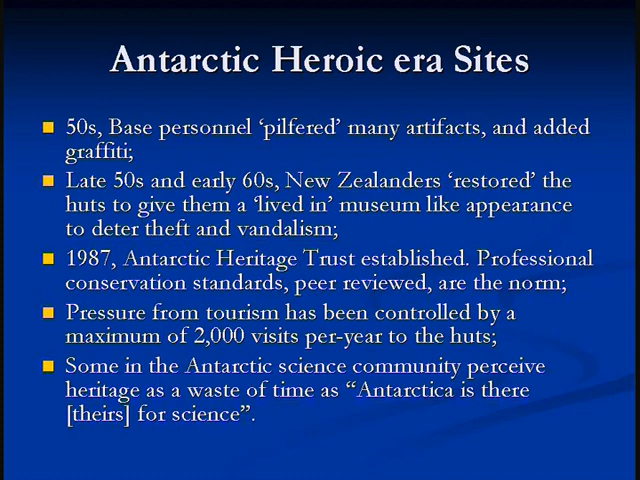 Antarctic Heroic era Sites
50s, Base personnel ‘pilfered’ many artifacts, and added
graffiti;
Late 50s and early 60s, New Zealanders ‘restored’ the
huts to give them a ‘lived in’ museum like appearance
to deter theft and vandalism;
1987, Antarctic Heritage Trust established. Professional
conservation standards, peer reviewed, are the norm;
Pressure from tourism has been controlled by a
maximum of 2,000 visits per-year to the huts;
Some in the Antarctic science community perceive
heritage as a waste of time as “Antarctica is there
[theirs] for science”.